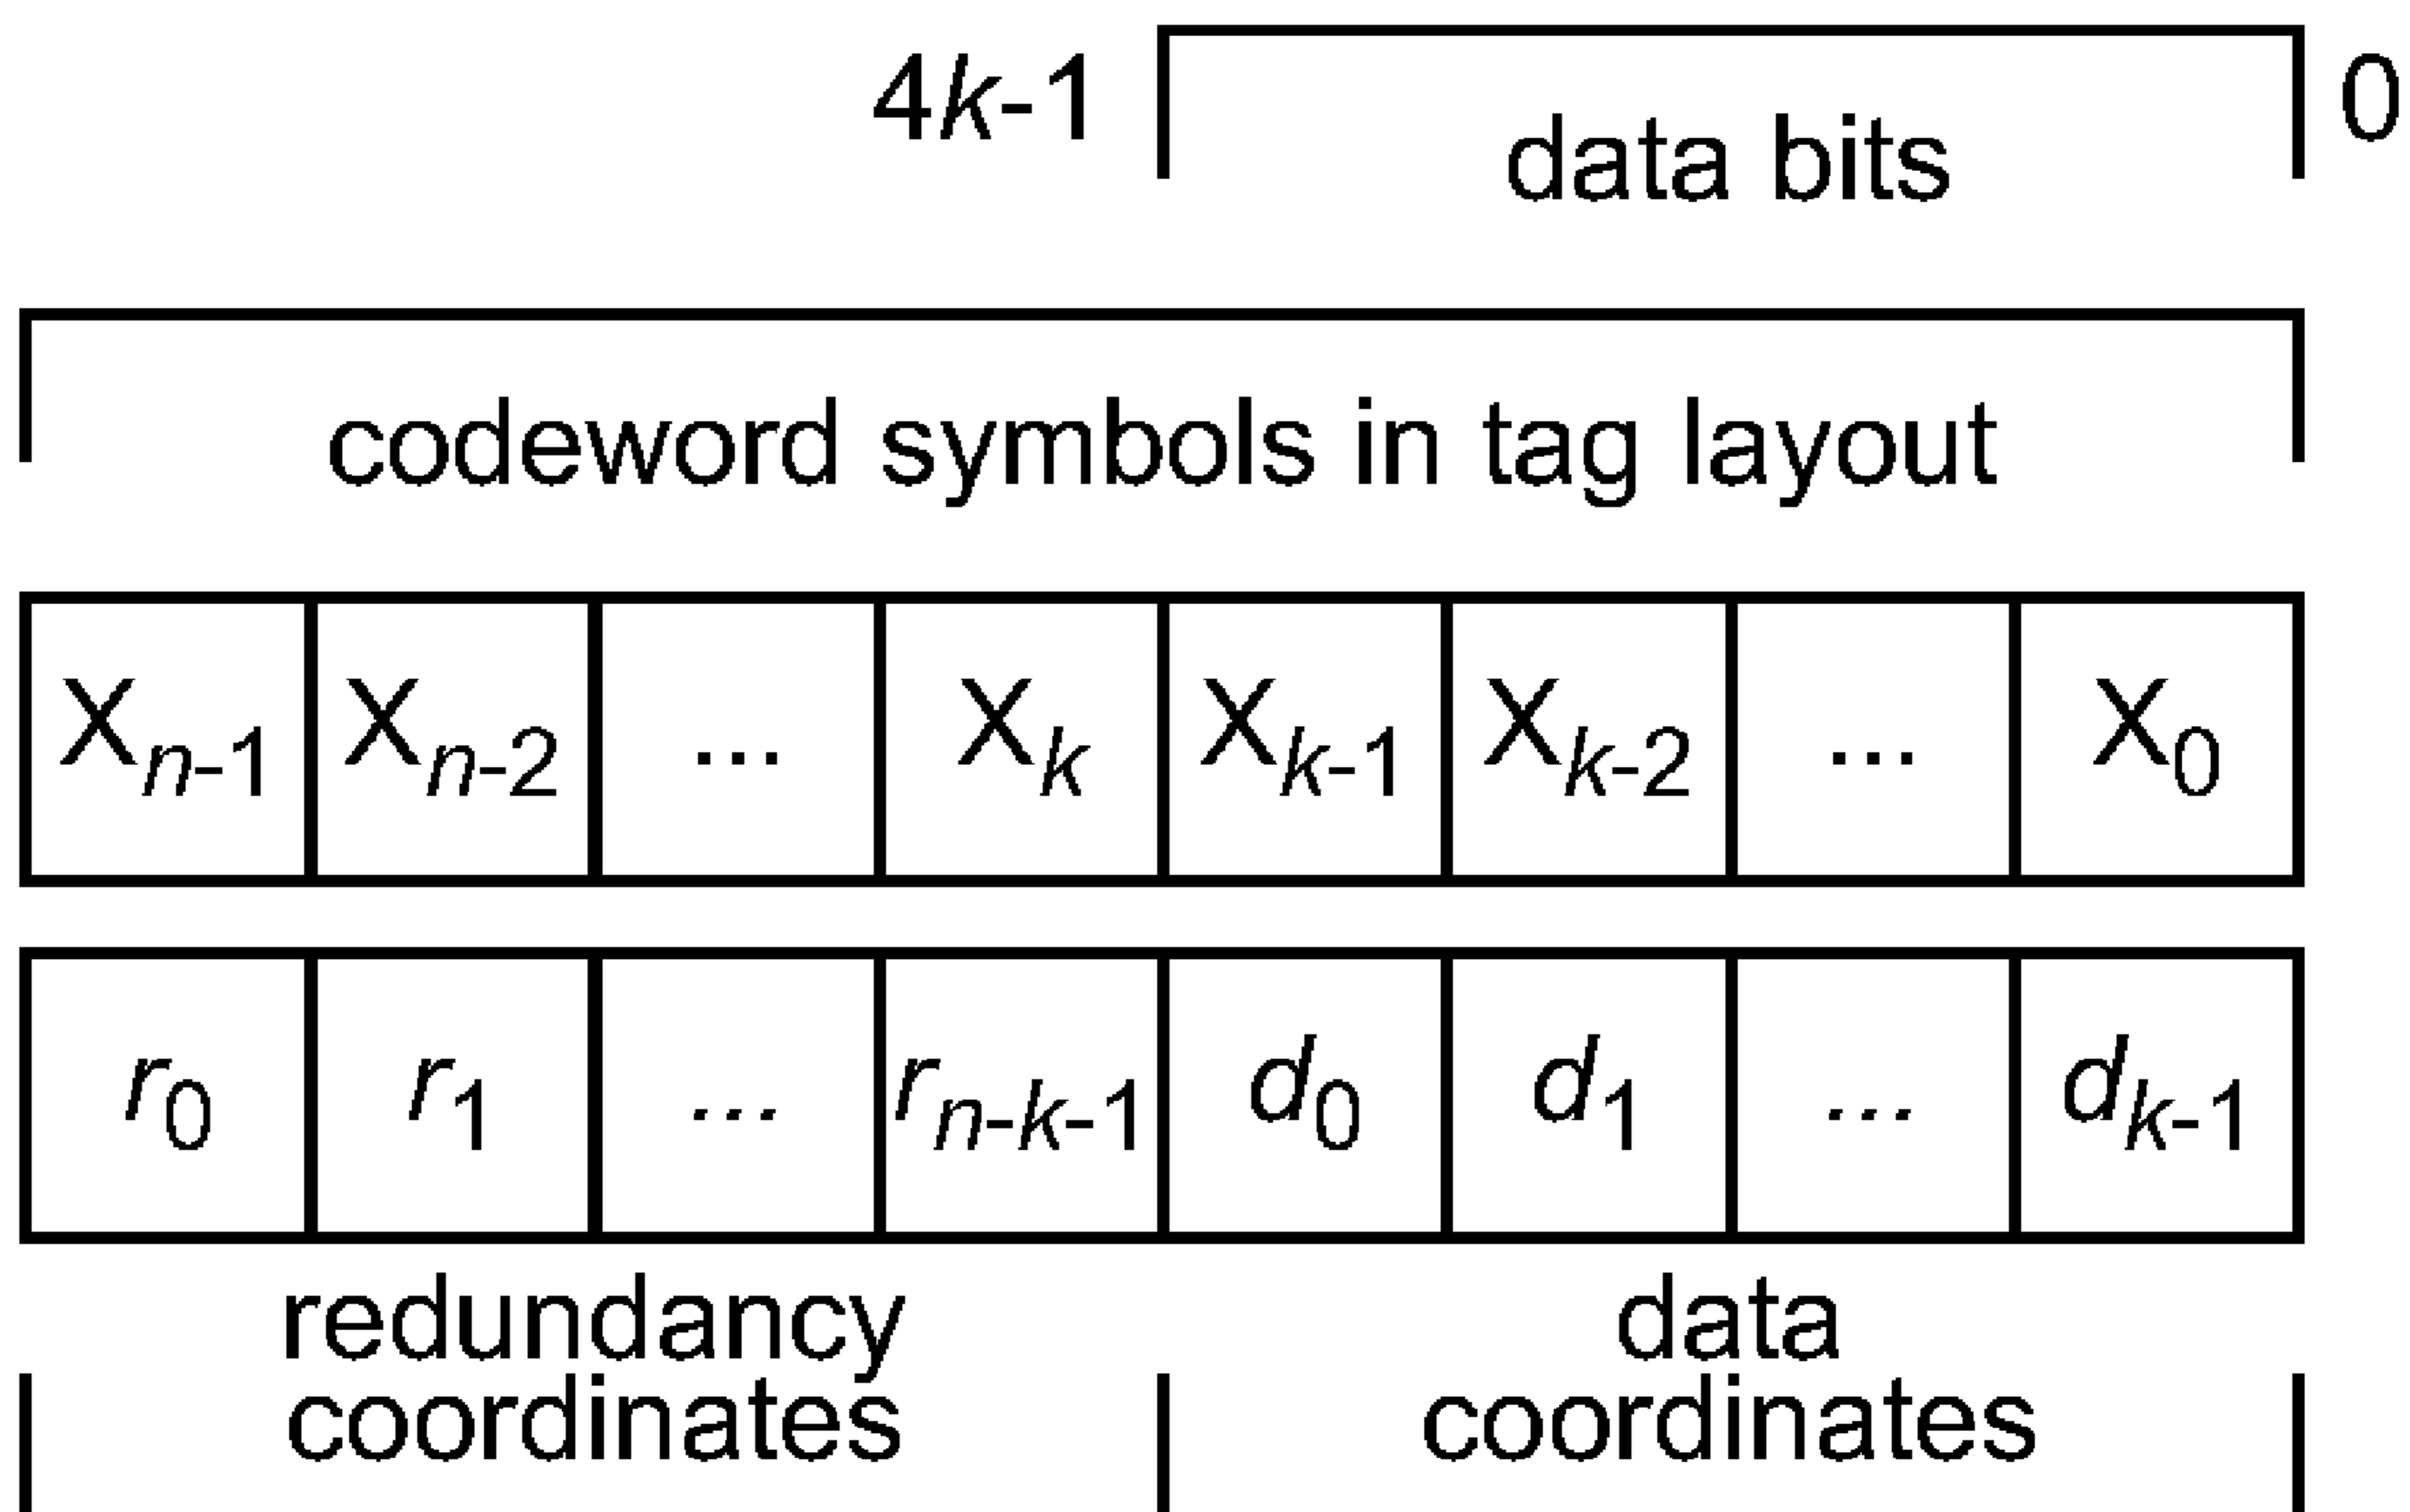 4k-1 data bits 0
codeword symbols in tag layout
Xn-1 Xn-2 ... Xk Xk-1 Xk-2 ... X0
r0 r1 ... rn-k-1 d0 d1 ... dk-1
redundancy data
coordinates coordinates